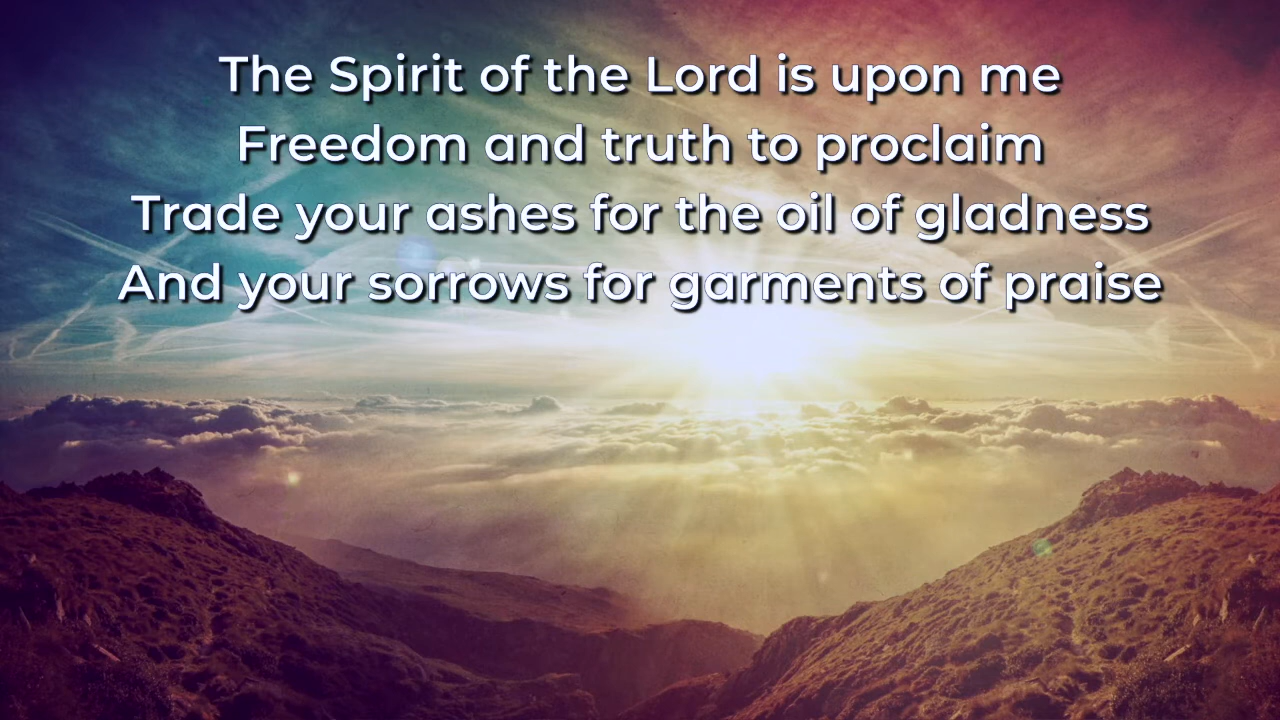 The Spirit of the Lord is upon me
Freedom and truth to proclaim
Trade your ashes for the oil of gladness
And your sorrows for garments of praise